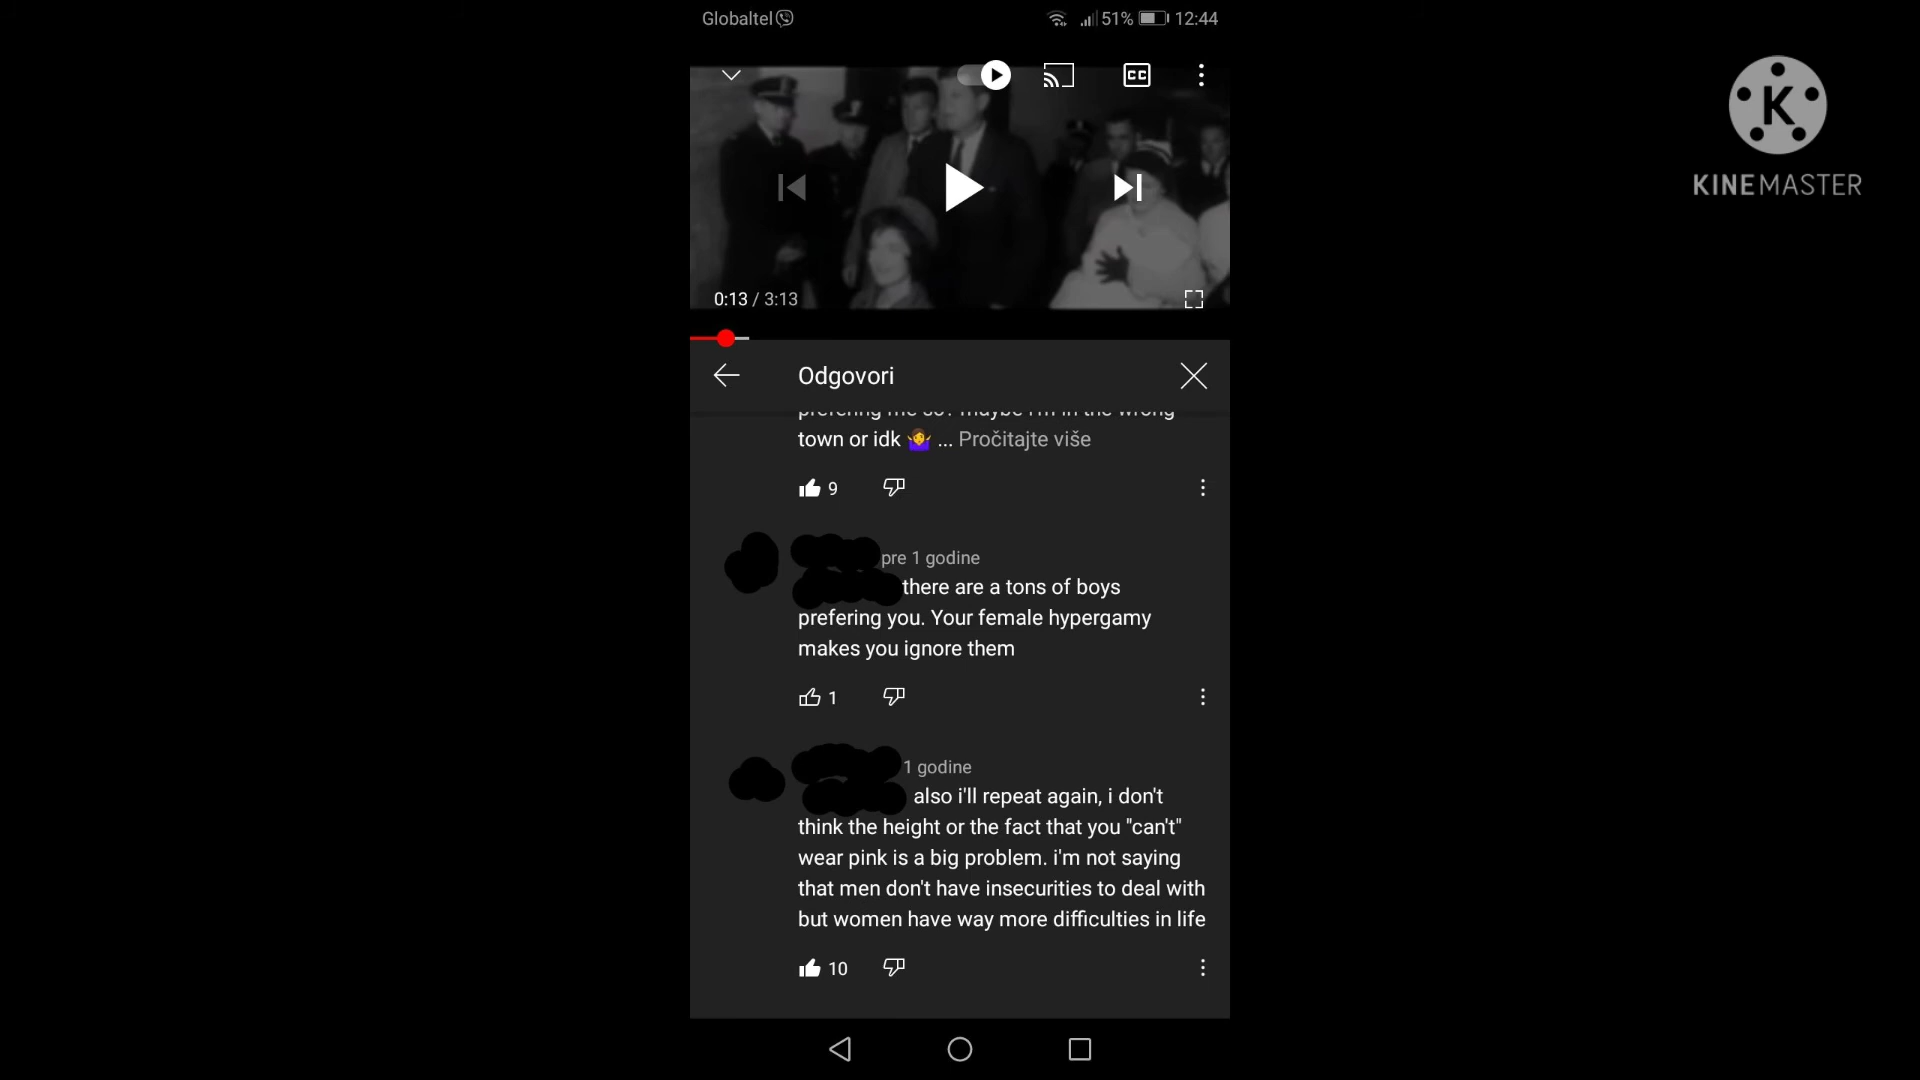 Globaltel 51% 12:44
CC
K
KINEMASTER
0:13 / 3:13
Odgovori
prefering me so? maybe i'm in the wrong
town or idk 🤷‍♀️ ... Pročitajte više
9
pre 1 godine
there are a tons of boys
prefering you. Your female hypergamy
makes you ignore them
1
1 godine
also i'll repeat again, i don't
think the height or the fact that you "can't"
wear pink is a big problem. i'm not saying
that men don't have insecurities to deal with
but women have way more difficulties in life
10